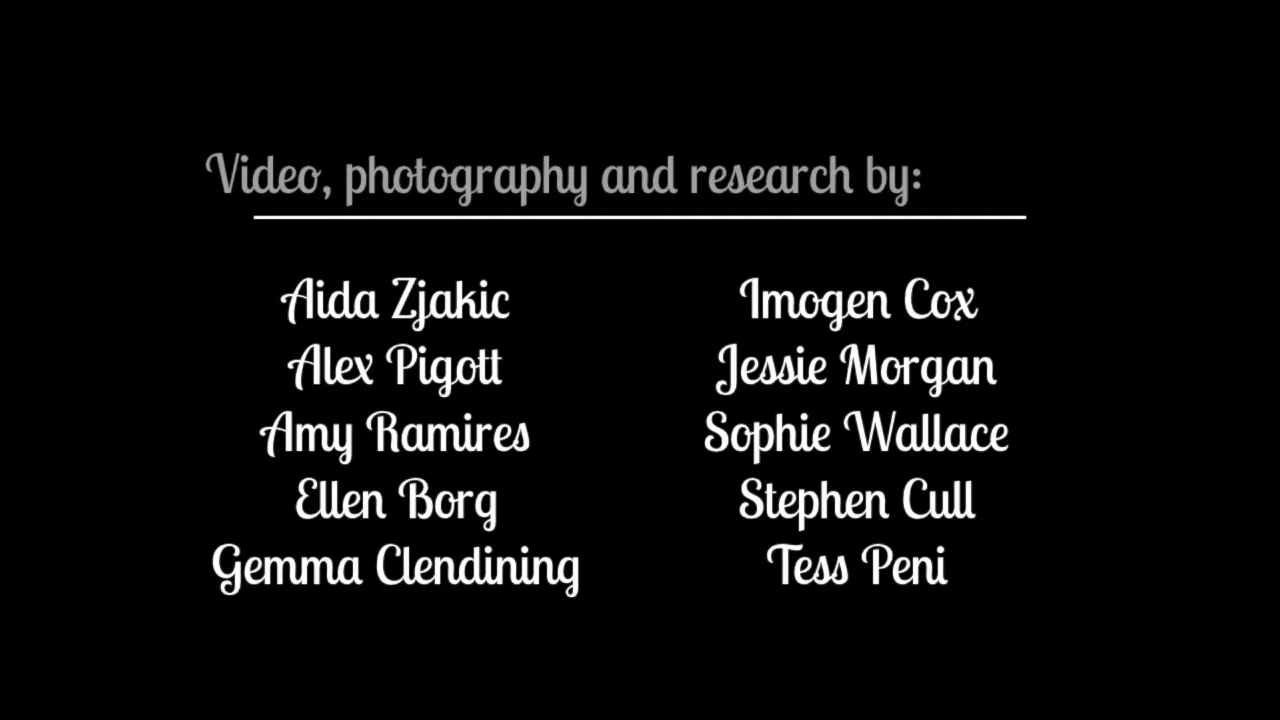 Video, photography and research by:
Aida Zjakic
Alex Pigott
Amy Ramires
Ellen Borg
Gemma Clendining
Imogen Cox
Jessie Morgan
Sophie Wallace
Stephen Cull
Tess Peni